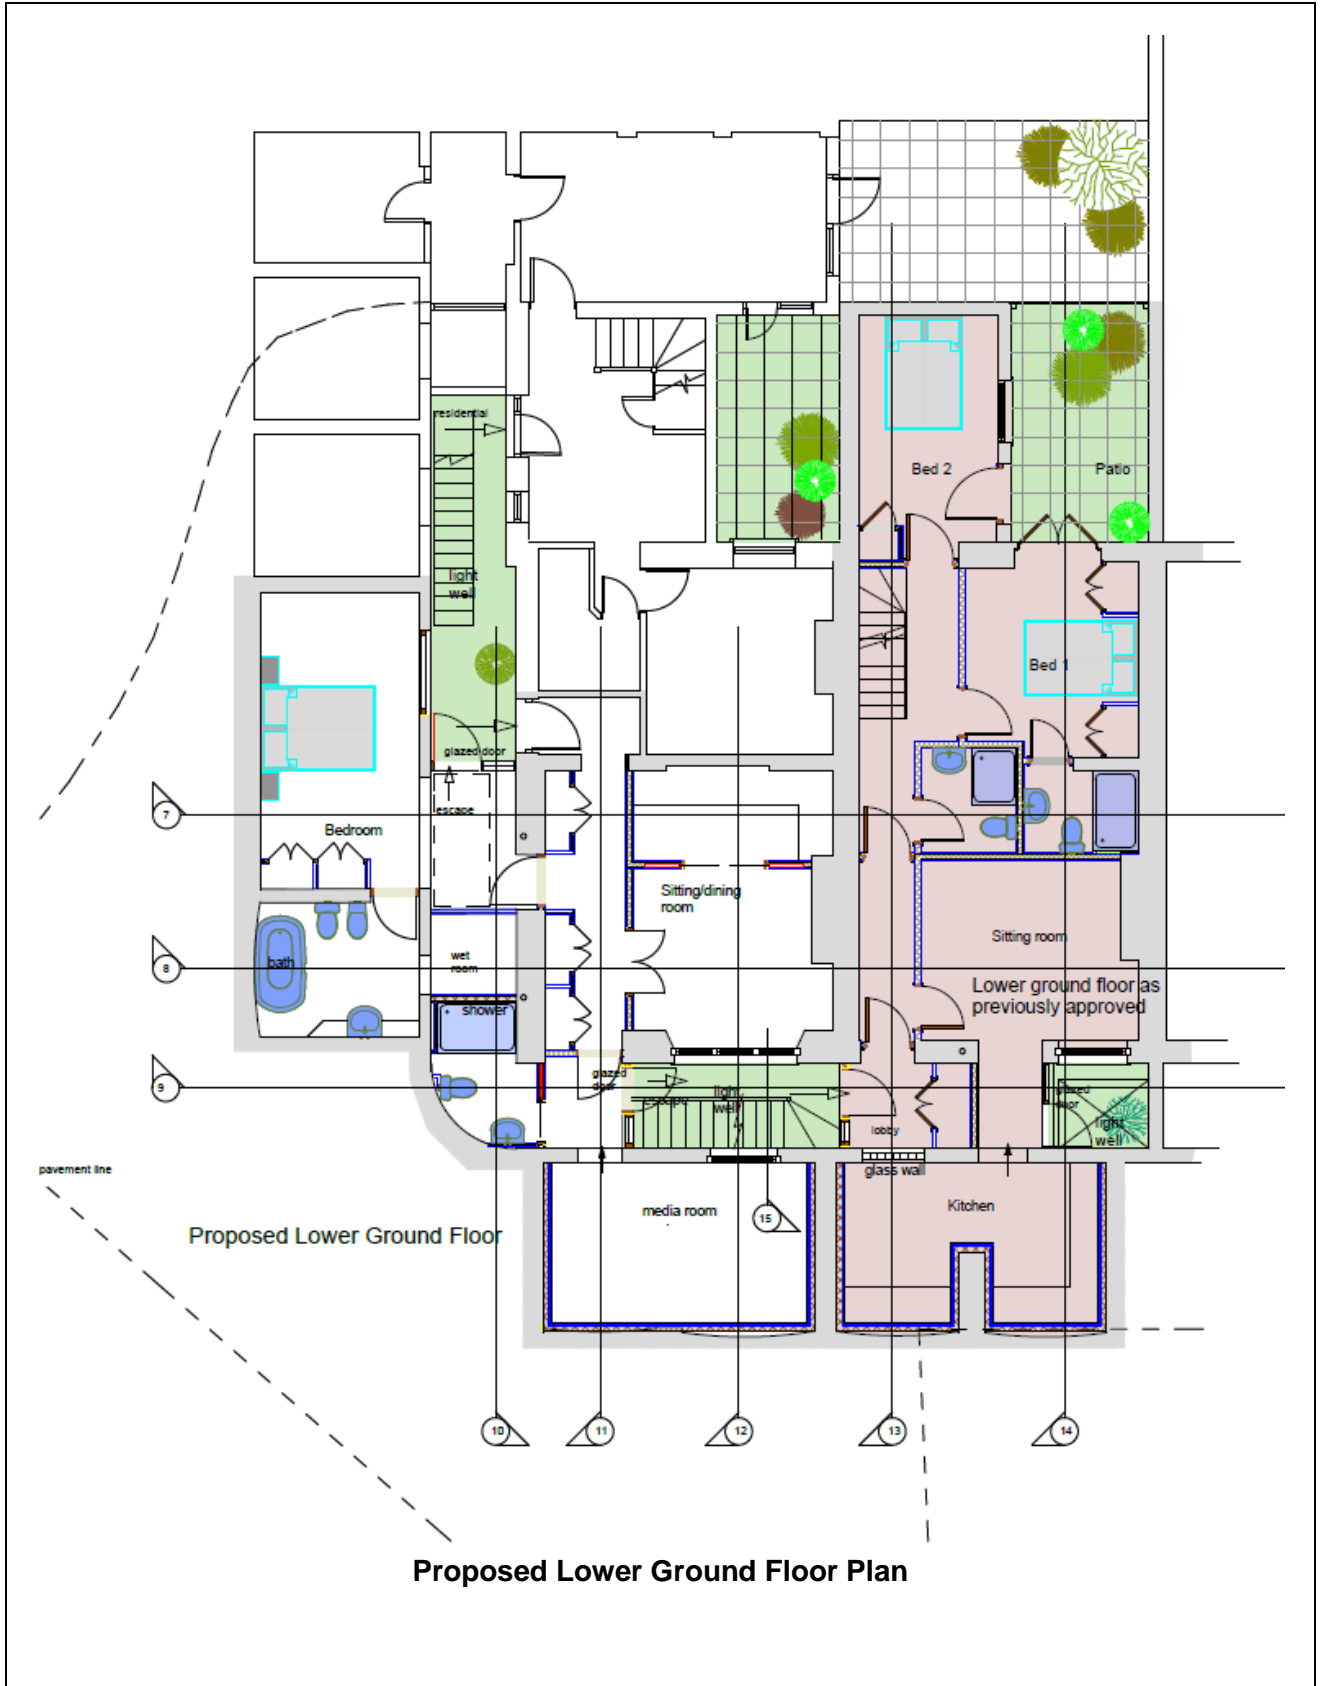 residential
Bed 2
Patio
light
well
Bed 1
glazed door
escape
7
Bedroom
Sitting/dining
room
Sitting room
wet
room
8
bath
Lower ground floor as
previously approved
shower
glazed
door
light
well
escape
9
glazed
door
lobby
light
well
pavement line
glass wall
media room
15
Kitchen
Proposed Lower Ground Floor
10
11
12
13
14
Proposed Lower Ground Floor Plan